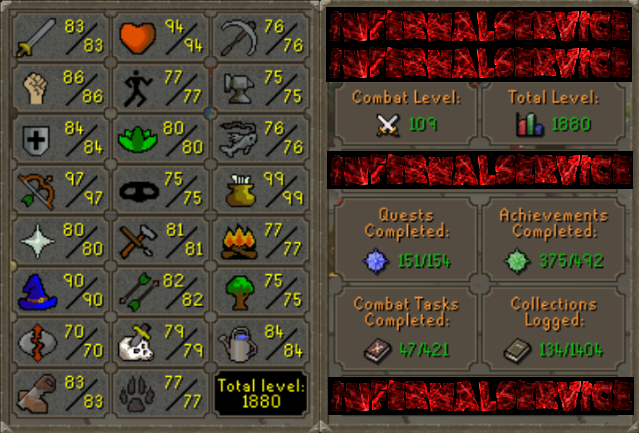 83/83 94/94 76/76
86/86 77/77 75/75
84/84 80/80 76/76
97/97 75/75 99/99
80/80 81/81 77/77
90/90 82/82 75/75
70/70 79/79 84/84
83/83 77/77 Total level:
1880
INFERNALSERVICE
INFERNALSERVICE
Combat Level: Total Level:
109 1880
INFERNALSERVICE
Quests Achievements
Completed: Completed:
151/154 375/492
Combat Tasks Collections
Completed: Logged:
47/421 134/1404
INFERNALSERVICE